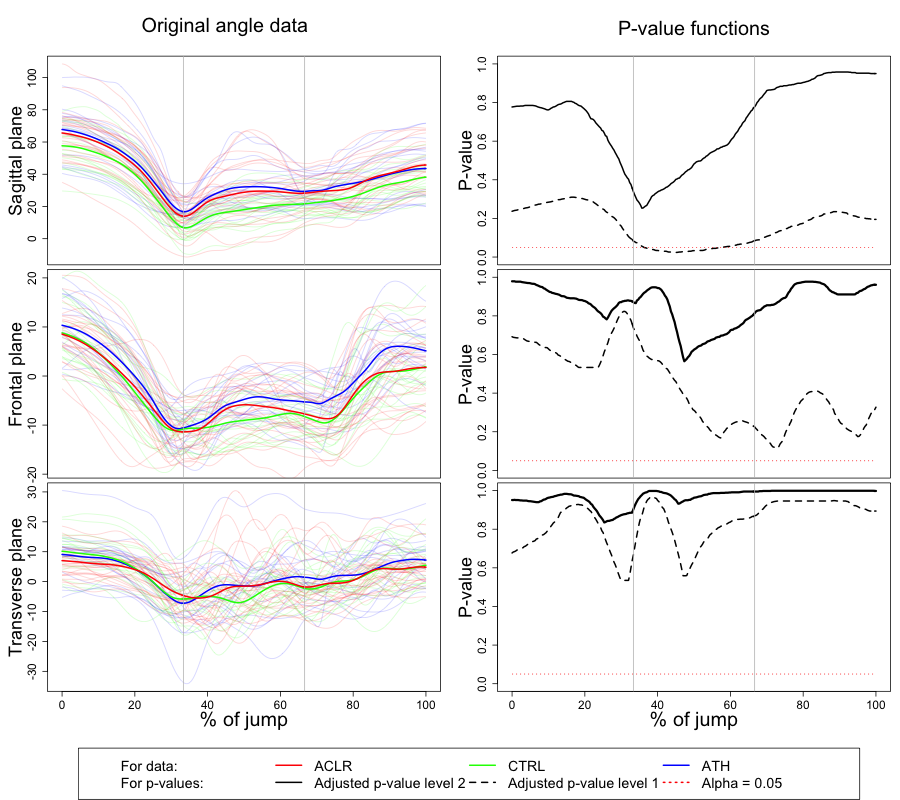 Original angle data
P-value functions
Sagittal plane
0 20 40 60 80 100
P-value
0.0 0.2 0.4 0.6 0.8 1.0
Frontal plane
-20 -10 0 10 20
P-value
0.0 0.2 0.4 0.6 0.8 1.0
Transverse plane
-30 -20 -10 0 10 20 30
P-value
0.0 0.2 0.4 0.6 0.8 1.0
0 20 40 60 80 100
% of jump
0 20 40 60 80 100
% of jump
For data: ACLR CTRL ATH
For p-values: Adjusted p-value level 2 Adjusted p-value level 1 Alpha = 0.05